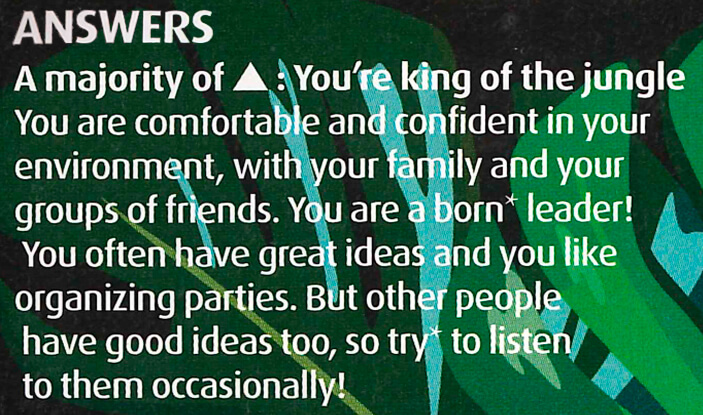 ANSWERS
A majority of ▲ : You're king of the jungle
You are comfortable and confident in your
environment, with your family and your
groups of friends. You are a born* leader!
You often have great ideas and you like
organizing parties. But other people
have good ideas too, so try* to listen
to them occasionally!